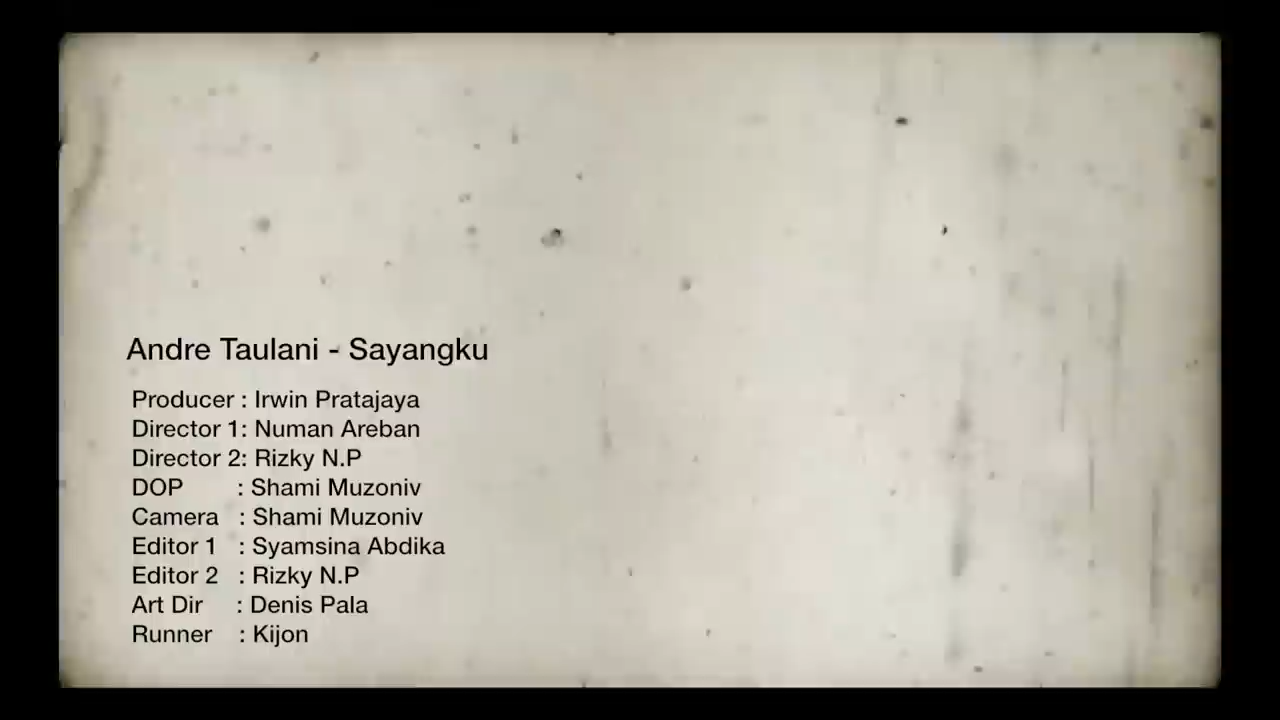 Andre Taulani - Sayangku
Producer : Irwin Pratajaya
Director 1: Numan Areban
Director 2: Rizky N.P
DOP : Shami Muzoniv
Camera : Shami Muzoniv
Editor 1 : Syamsina Abdika
Editor 2 : Rizky N.P
Art Dir : Denis Pala
Runner : Kijon